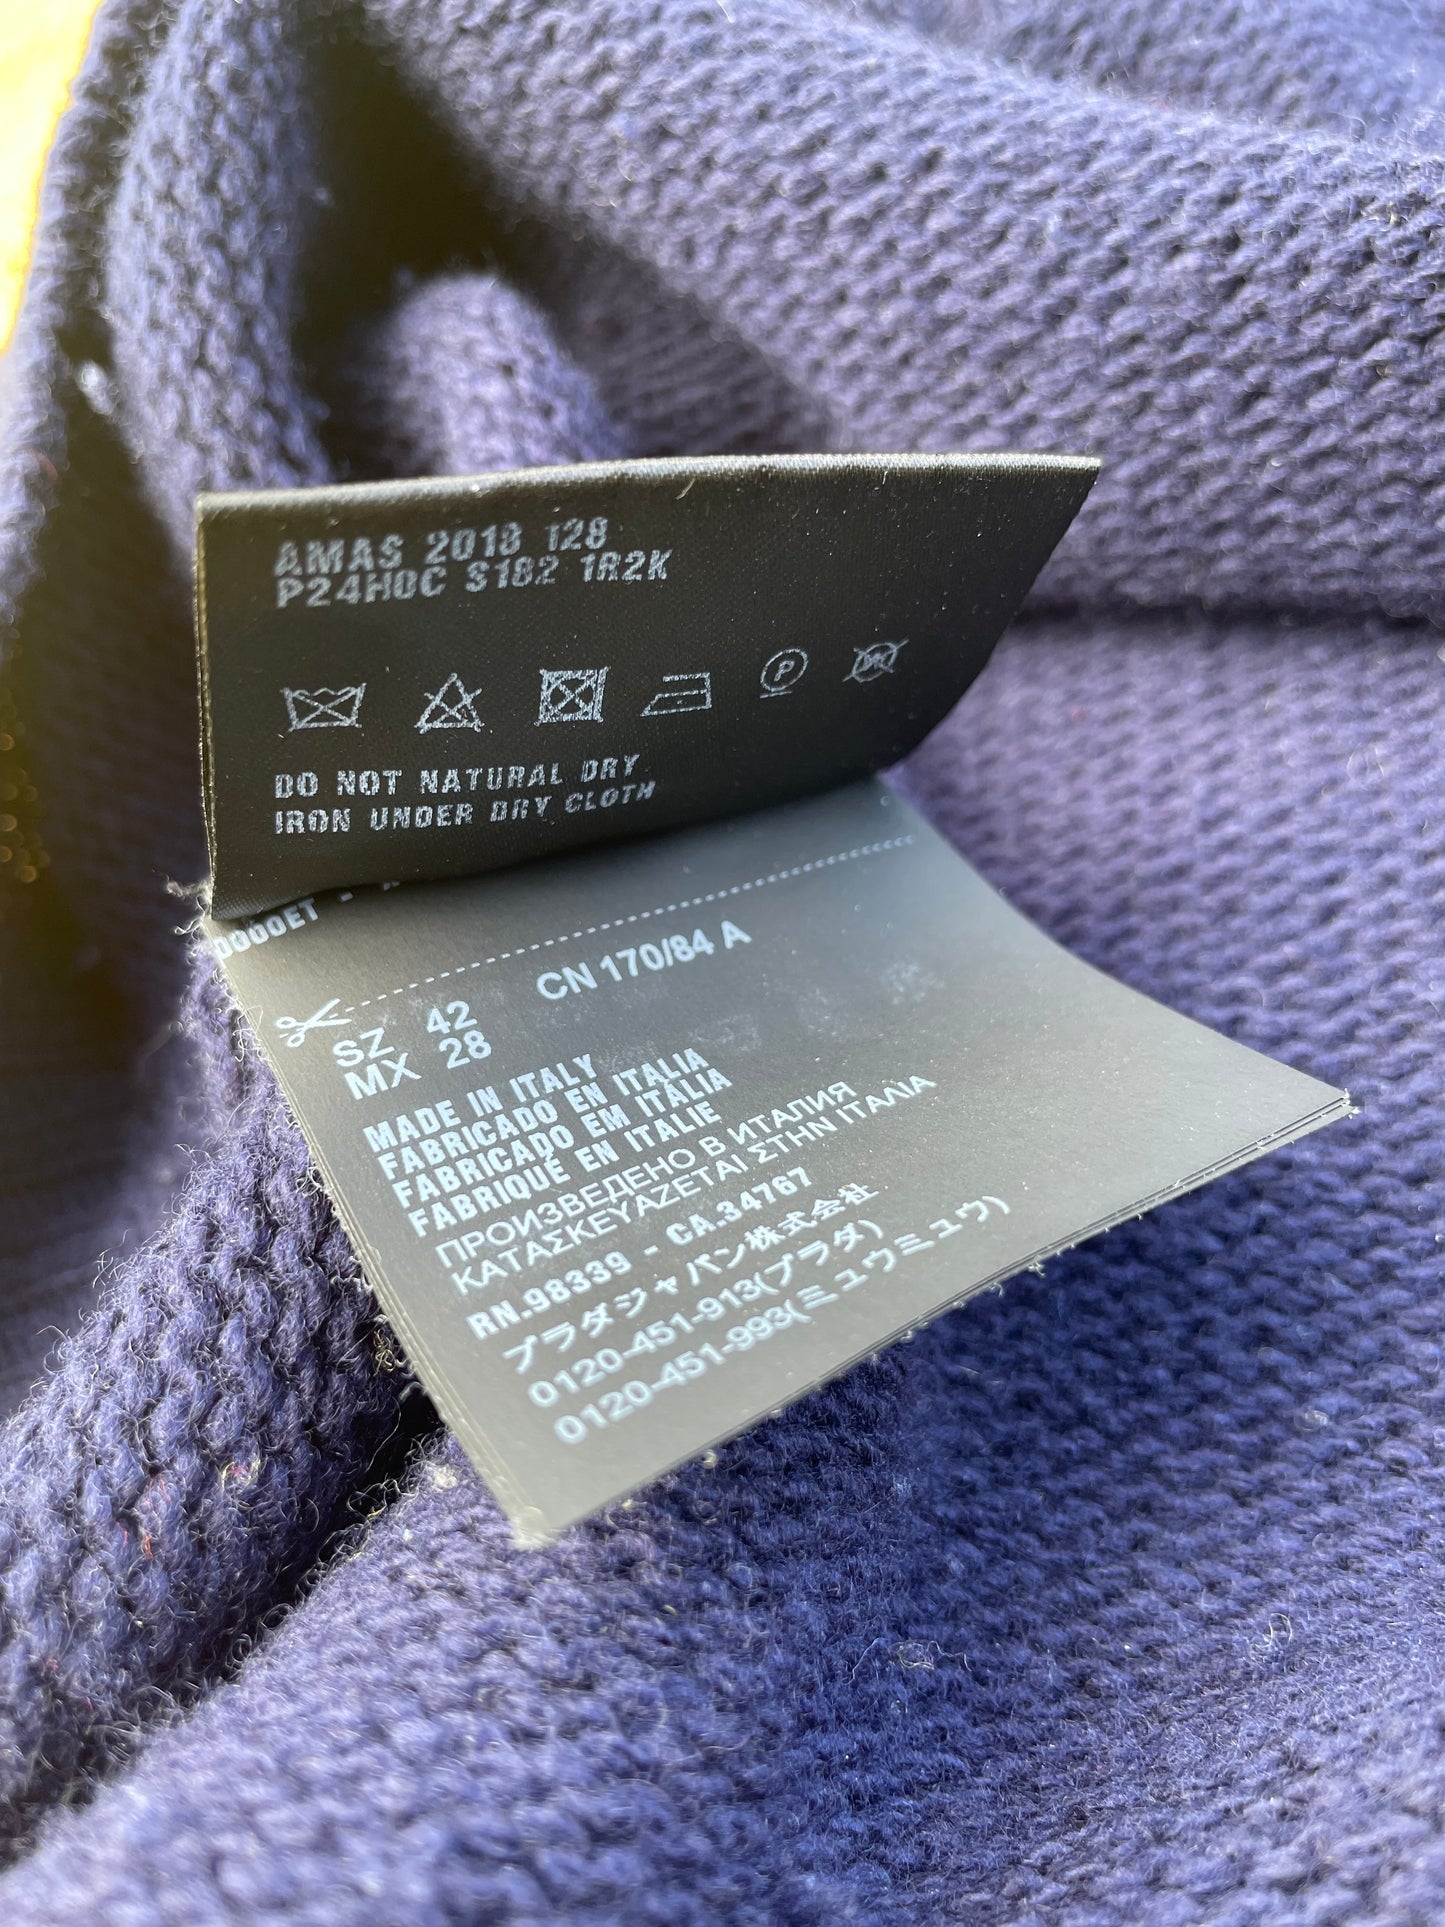 AMAS 2018 128
P24H0C S182 1R2K
P
DO NOT NATURAL DRY
IRON UNDER DRY CLOTH
SZ 42 CN 170/84 A
MX 28
MADE IN ITALY
FABRICADO EN ITALIA
FABRICADO EM ITÁLIA
FABRIQUÉ EN ITALIE
ПРОИЗВЕДЕНО В ИТАЛИЯ
ΚΑΤΑΣΚΕΥΑΖΕΤΑΙ ΣΤΗΝ ΙΤΑΛΙΑ
RN.98339 - CA.34767
プラダジャパン株式会社
0120-451-913(プラダ)
0120-451-993(ミュウミュウ)